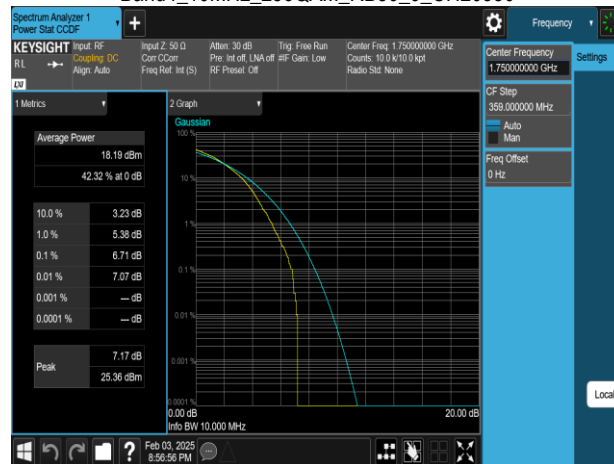 Spectrum Analyzer 1
Power Stat CCDF
Frequency
KEYSIGHT
RL
LXI
Input: RF
Coupling: DC
Align: Auto
Input Z: 50 Ω
Corr CCorr
Freq Ref: Int (S)
Atten: 30 dB
Pre: Int off, LNA off
RF Presel: Off
Trig: Free Run
#IF Gain: Low
Center Freq: 1.750000000 GHz
Counts: 10.0 k/10.0 kpt
Radio Std: None
Center Frequency
1.750000000 GHz
Settings
CF Step
359.000000 MHz
Auto
Man
Freq Offset
0 Hz
Local
1 Metrics
Average Power
18.19 dBm
42.32 % at 0 dB
10.0 % 3.23 dB
1.0 % 5.38 dB
0.1 % 6.71 dB
0.01 % 7.07 dB
0.001 % --- dB
0.0001 % --- dB
Peak
7.17 dB
25.36 dBm
2 Graph
Gaussian
100 %
10 %
1 %
0.1 %
0.01 %
0.001 %
0.0001 %
0.00 dB 20.00 dB
Info BW 10.000 MHz
?
Feb 03, 2025
8:56:56 PM